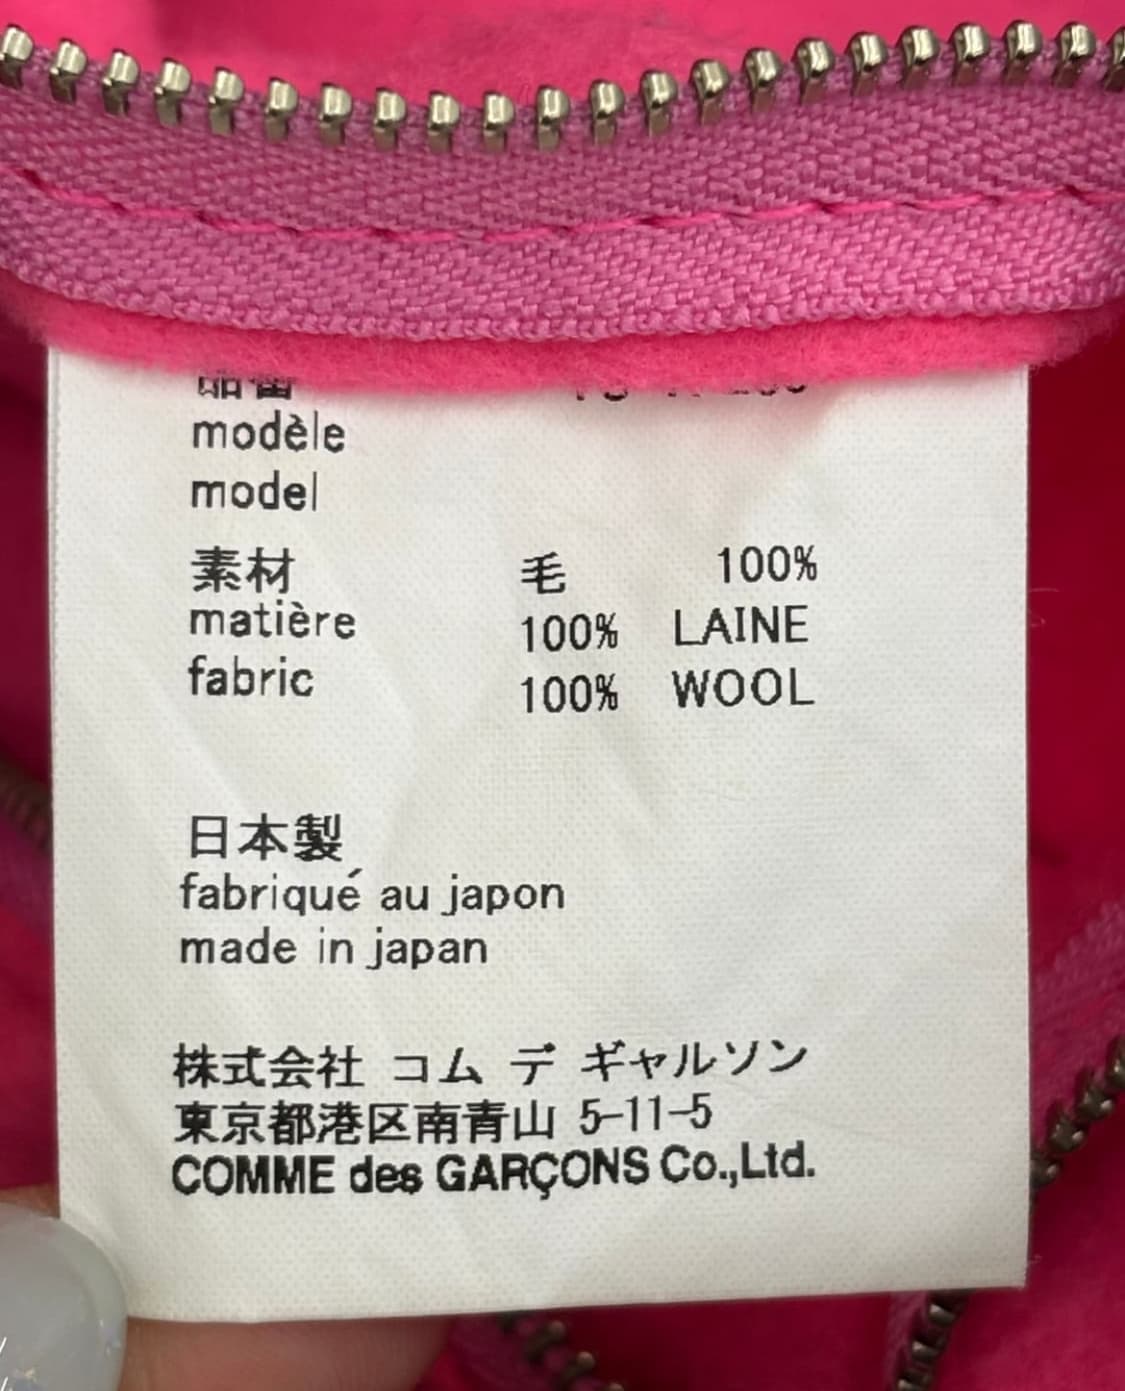 品番
modèle
model
素材 毛 100%
matière 100% LAINE
fabric 100% WOOL
日本製
fabriqué au japon
made in japan
株式会社 コム デ ギャルソン
東京都港区南青山 5-11-5
COMME des GARÇONS Co.,Ltd.